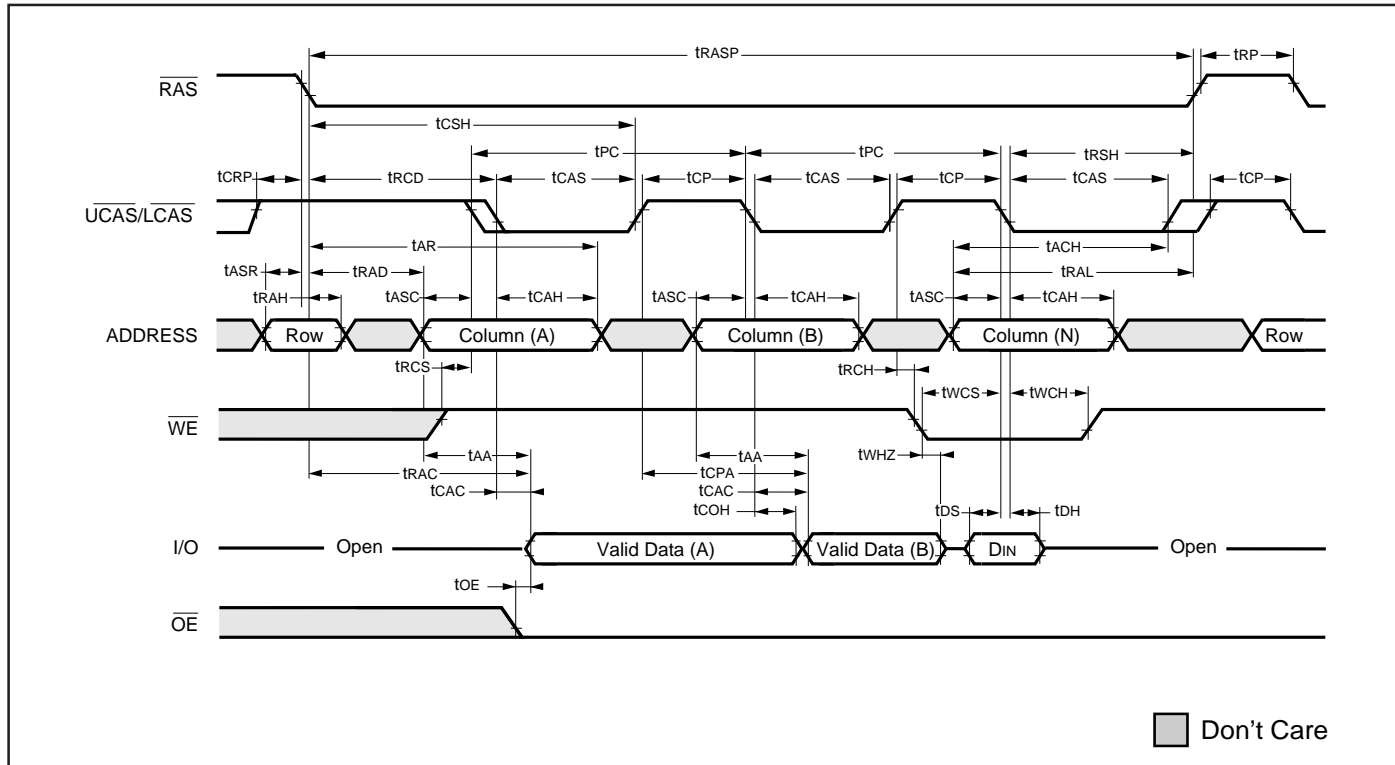 tRASP
tRP
RAS
tCSH
tPC
tPC
tRSH
tCRP
tRCD
tCAS
tCP
tCAS
tCP
tCAS
tCP
UCAS/LCAS
tAR
tACH
tASR
tRAD
tRAL
tRAH
tASC
tCAH
tASC
tCAH
tASC
tCAH
ADDRESS
Row
Column (A)
Column (B)
Column (N)
Row
tRCS
tRCH
tWCS
tWCH
WE
tAA
tAA
tWHZ
tRAC
tCPA
tCAC
tCAC
tCOH
tDS
tDH
I/O
Open
Valid Data (A)
Valid Data (B)
DIN
Open
tOE
OE
Don't Care